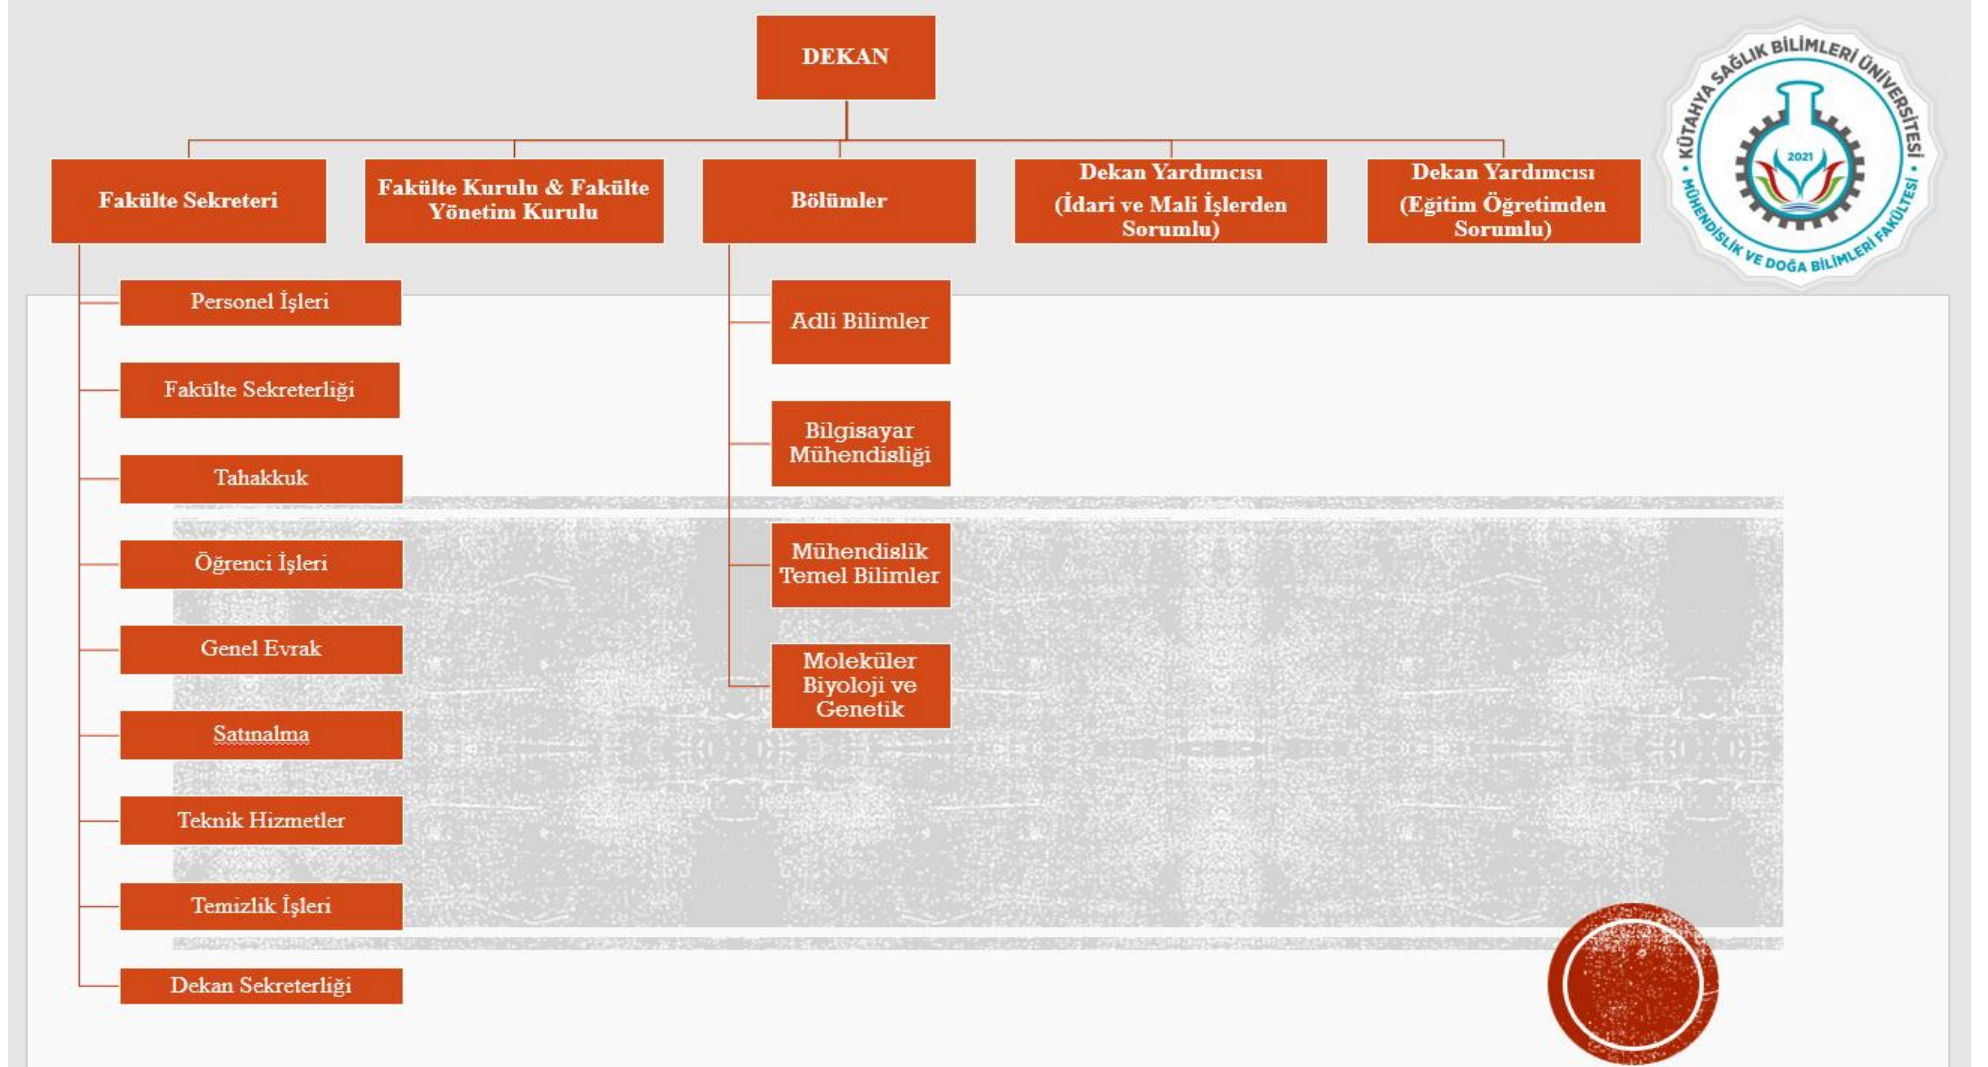 DEKAN
KÜTAHYA SAĞLIK BİLİMLERİ ÜNİVERSİTESİ
2021
• MÜHENDİSLİK VE DOĞA BİLİMLERİ FAKÜLTESİ •
Fakülte Sekreteri
Fakülte Kurulu & Fakülte
Yönetim Kurulu
Bölümler
Dekan Yardımcısı
(İdari ve Mali İşlerden
Sorumlu)
Dekan Yardımcısı
(Eğitim Öğretimden
Sorumlu)
Personel İşleri
Fakülte Sekreterliği
Tahakkuk
Öğrenci İşleri
Genel Evrak
Satınalma
Teknik Hizmetler
Temizlik İşleri
Dekan Sekreterliği
Adli Bilimler
Bilgisayar
Mühendisliği
Mühendislik
Temel Bilimler
Moleküler
Biyoloji ve
Genetik